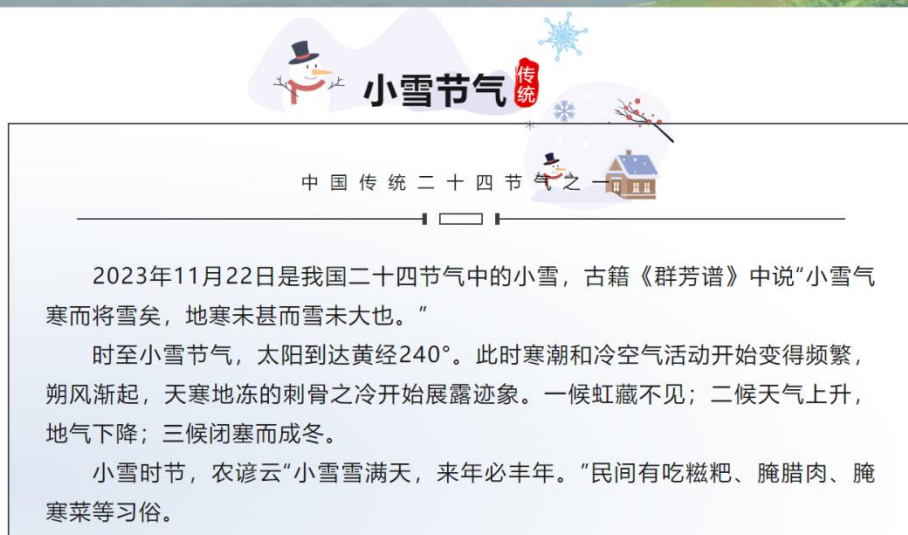 小雪节气
传统
中国传统二十四节气之一
2023年11月22日是我国二十四节气中的小雪，古籍《群芳谱》中说“小雪气
寒而将雪矣，地寒未甚而雪未大也。”
时至小雪节气，太阳到达黄经240°。此时寒潮和冷空气活动开始变得频繁，
朔风渐起，天寒地冻的刺骨之冷开始展露迹象。一候虹藏不见；二候天气上升，
地气下降；三候闭塞而成冬。
小雪时节，农谚云“小雪雪满天，来年必丰年。”民间有吃糍粑、腌腊肉、腌
寒菜等习俗。